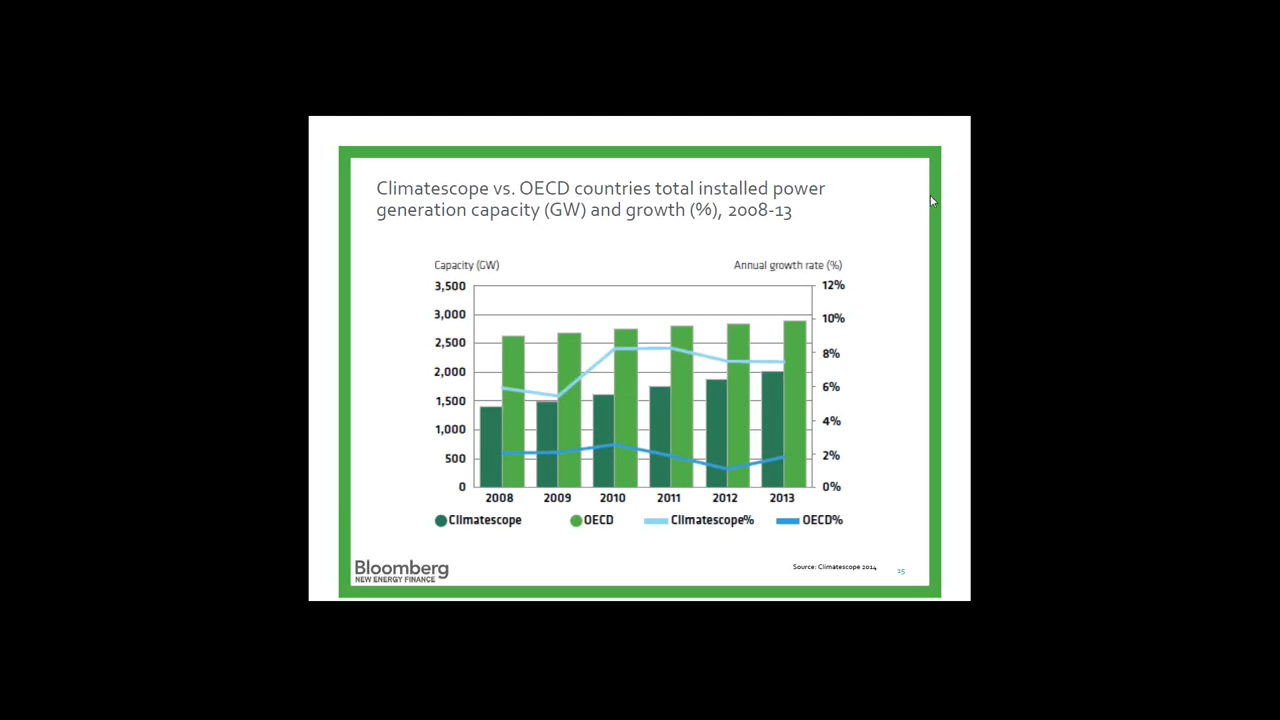 Climatescope vs. OECD countries total installed power
generation capacity (GW) and growth (%), 2008-13
Capacity (GW)
Annual growth rate (%)
3,500
3,000
2,500
2,000
1,500
1,000
500
0
12%
10%
8%
6%
4%
2%
0%
2008 2009 2010 2011 2012 2013
Climatescope OECD Climatescope% OECD%
Bloomberg
NEW ENERGY FINANCE
Source: Climatescope 2014
15